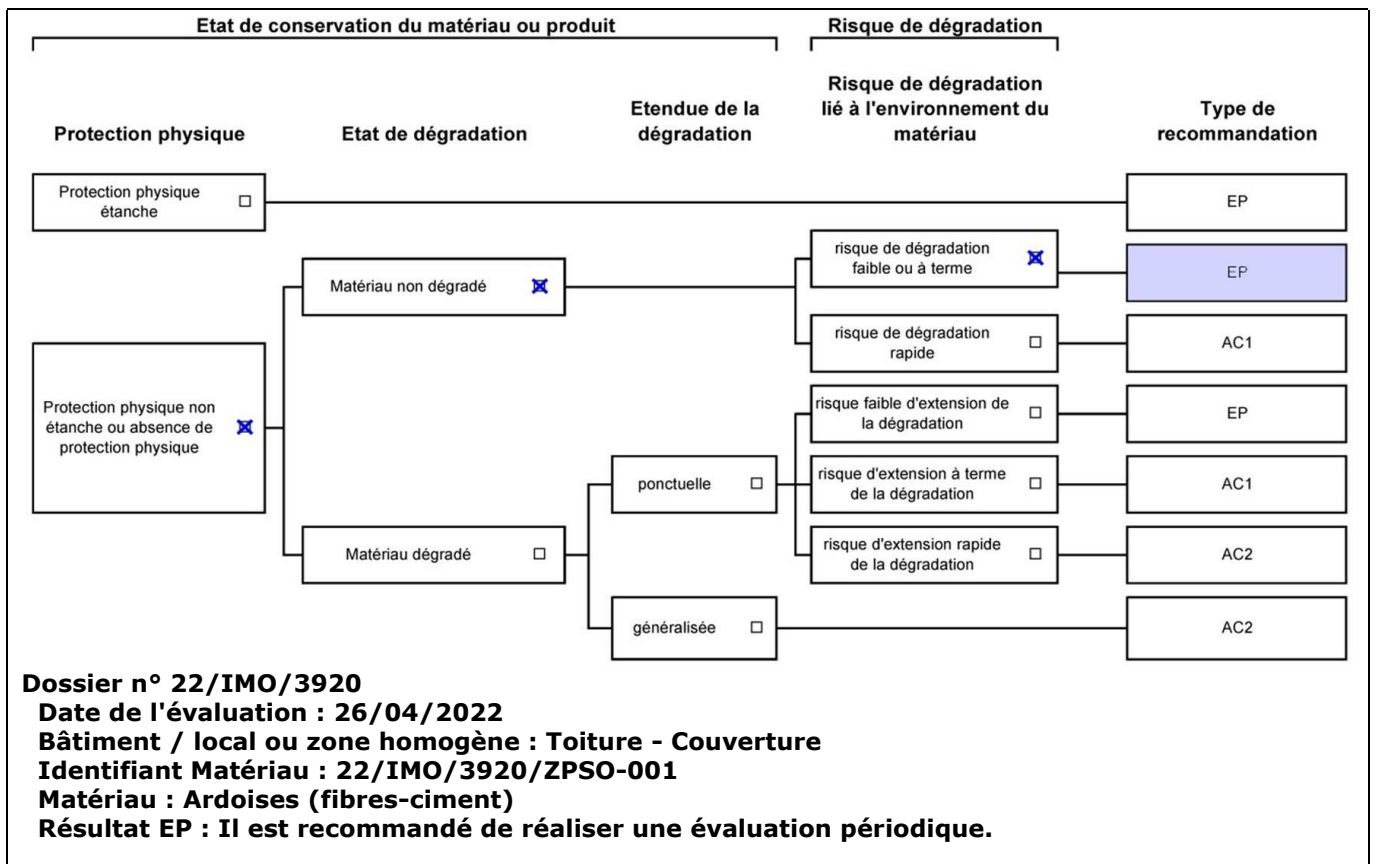 Etat de conservation du matériau ou produit
Risque de dégradation
Protection physique
Etat de dégradation
Etendue de la
dégradation
Risque de dégradation
lié à l'environnement du
matériau
Type de
recommandation
Protection physique
étanche
EP
Matériau non dégradé
risque de dégradation
faible ou à terme
EP
risque de dégradation
rapide
AC1
Protection physique non
étanche ou absence de
protection physique
risque faible d'extension de
la dégradation
EP
ponctuelle
risque d'extension à terme
de la dégradation
AC1
Matériau dégradé
risque d'extension rapide
de la dégradation
AC2
généralisée
AC2
Dossier n° 22/IMO/3920
Date de l'évaluation : 26/04/2022
Bâtiment / local ou zone homogène : Toiture - Couverture
Identifiant Matériau : 22/IMO/3920/ZPSO-001
Matériau : Ardoises (fibres-ciment)
Résultat EP : Il est recommandé de réaliser une évaluation périodique.